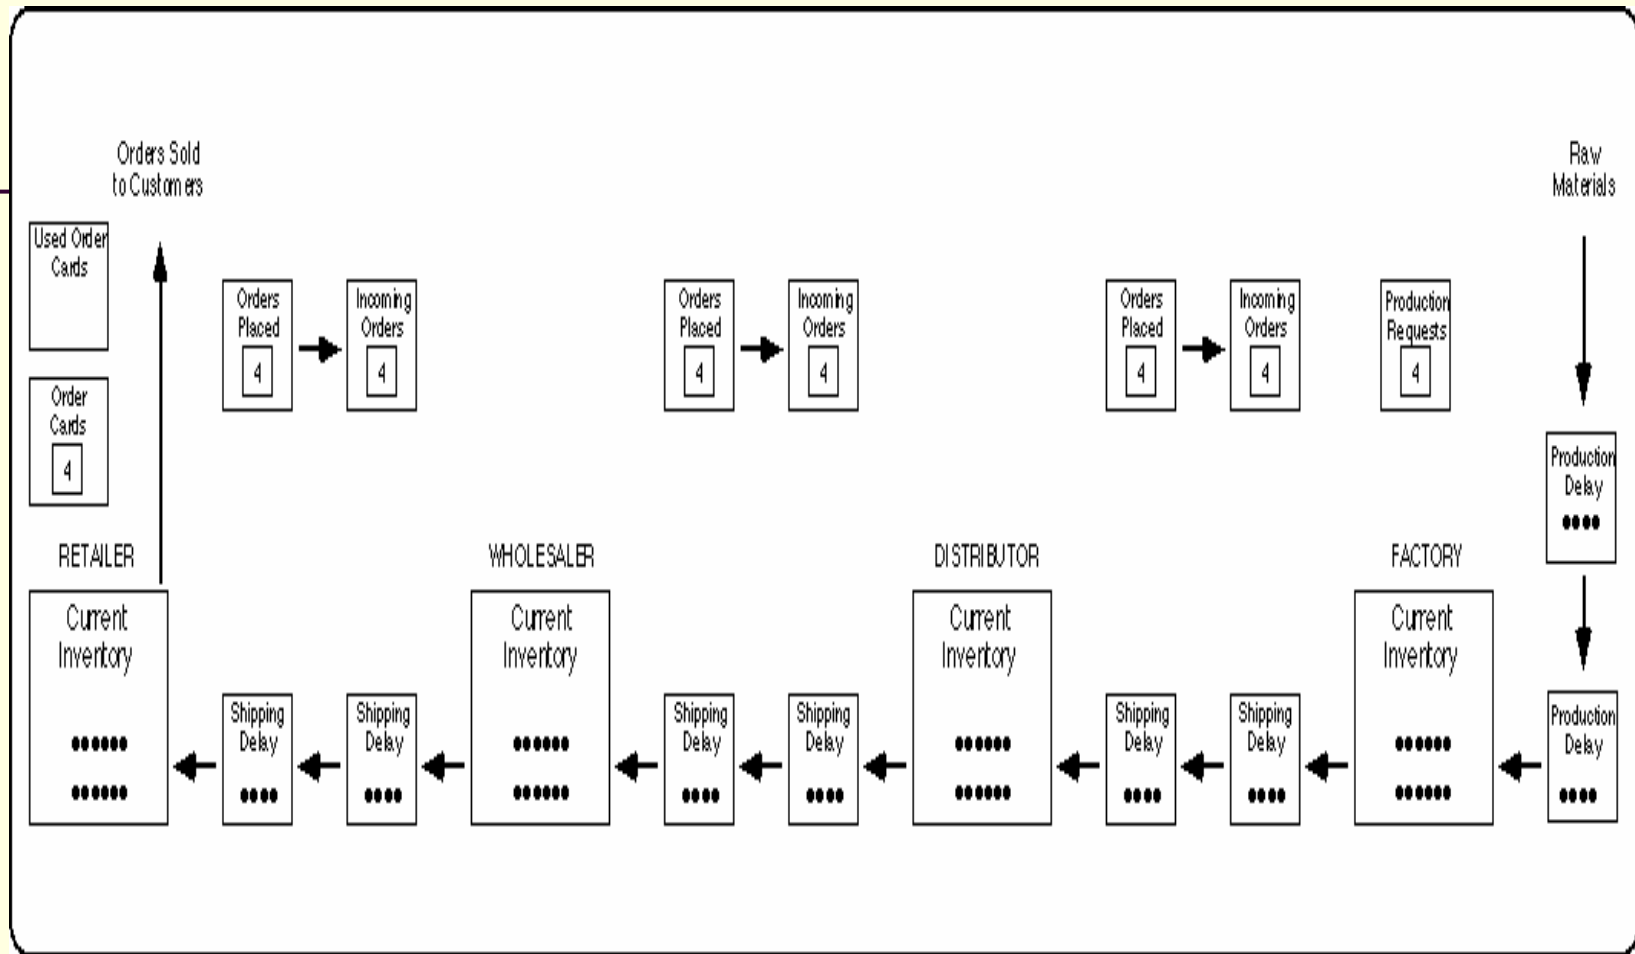 Orders Sold
to Customers
Raw
Materials
Used Order
Cards
Orders
Placed
4
Incoming
Orders
4
Orders
Placed
4
Incoming
Orders
4
Orders
Placed
4
Incoming
Orders
4
Production
Requests
4
Order
Cards
4
Production
Delay
RETAILER
WHOLESALER
DISTRIBUTOR
FACTORY
Current
Inventory
Shipping
Delay
Shipping
Delay
Current
Inventory
Shipping
Delay
Shipping
Delay
Current
Inventory
Shipping
Delay
Shipping
Delay
Current
Inventory
Production
Delay